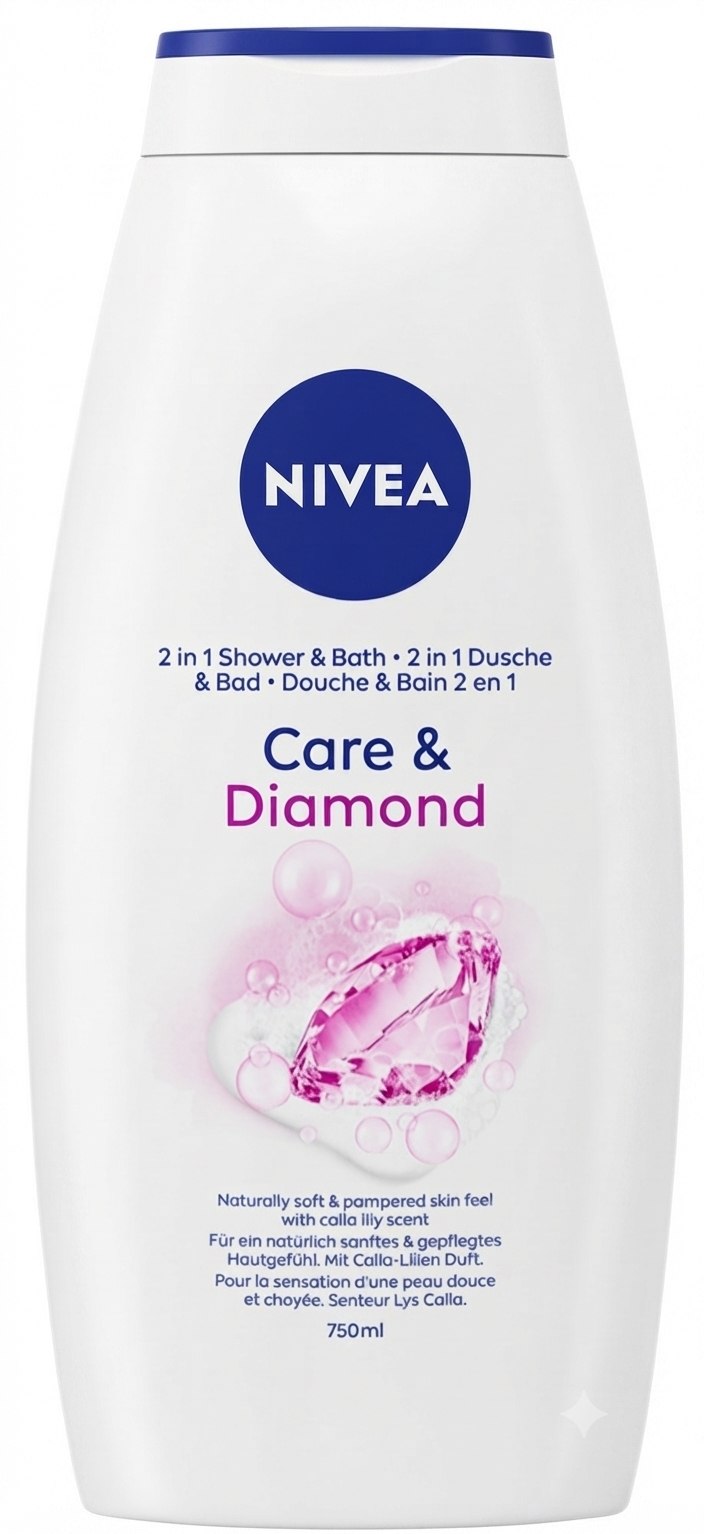 NIVEA
2 in 1 Shower & Bath • 2 in 1 Dusche
& Bad • Douche & Bain 2 en 1
Care &
Diamond
Naturally soft & pampered skin feel
with calla lily scent
Für ein natürlich sanftes & gepflegtes
Hautgefühl. Mit Calla-Lilien Duft.
Pour la sensation d'une peau douce
et choyée. Senteur Lys Calla.
750ml